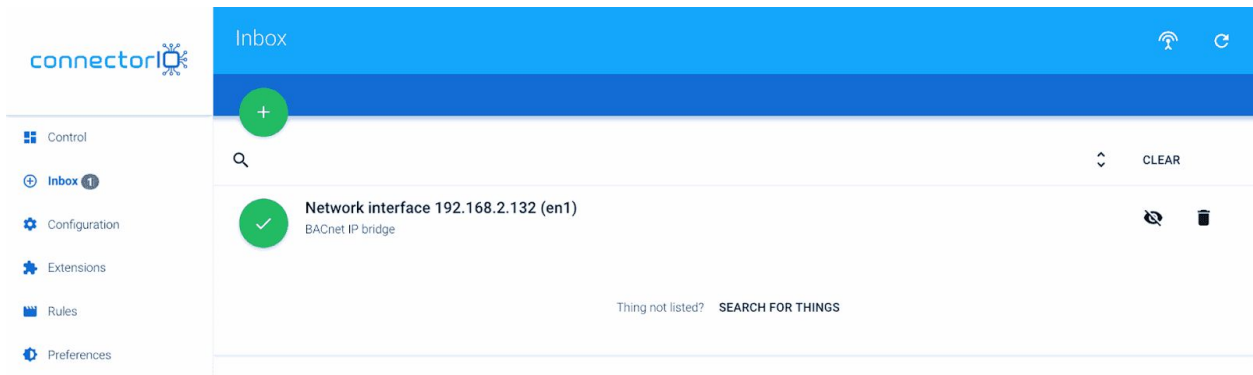 connectorIO
Inbox
Control
Inbox 1
Configuration
Extensions
Rules
Preferences
CLEAR
Network interface 192.168.2.132 (en1)
BACnet IP bridge
Thing not listed? SEARCH FOR THINGS